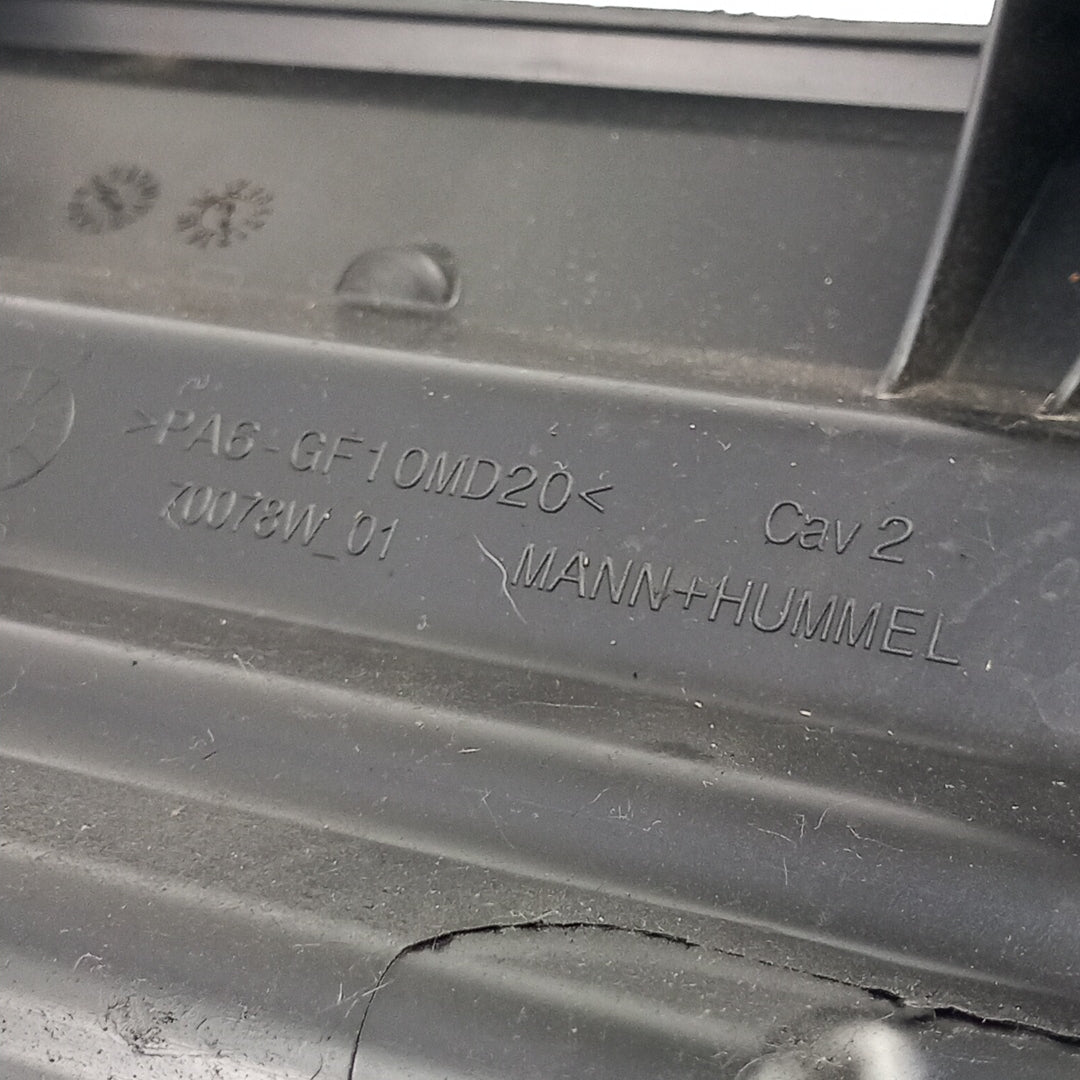 >PA6-GF10MD20<
70078W_01
Cav 2
MANN+HUMMEL